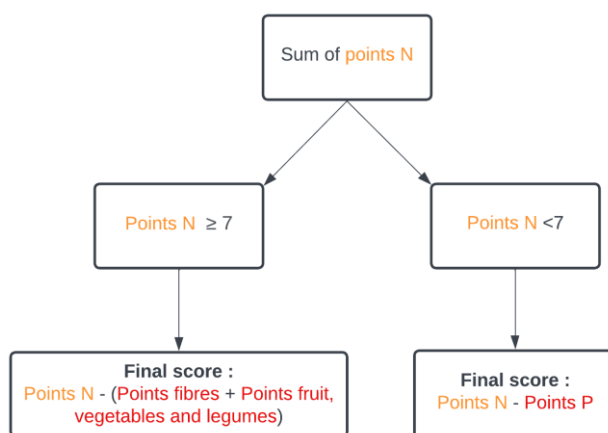 Sum of points N
Points N ≥ 7
Points N <7
Final score :
Points N - (Points fibres + Points fruit,
vegetables and legumes)
Final score :
Points N - Points P